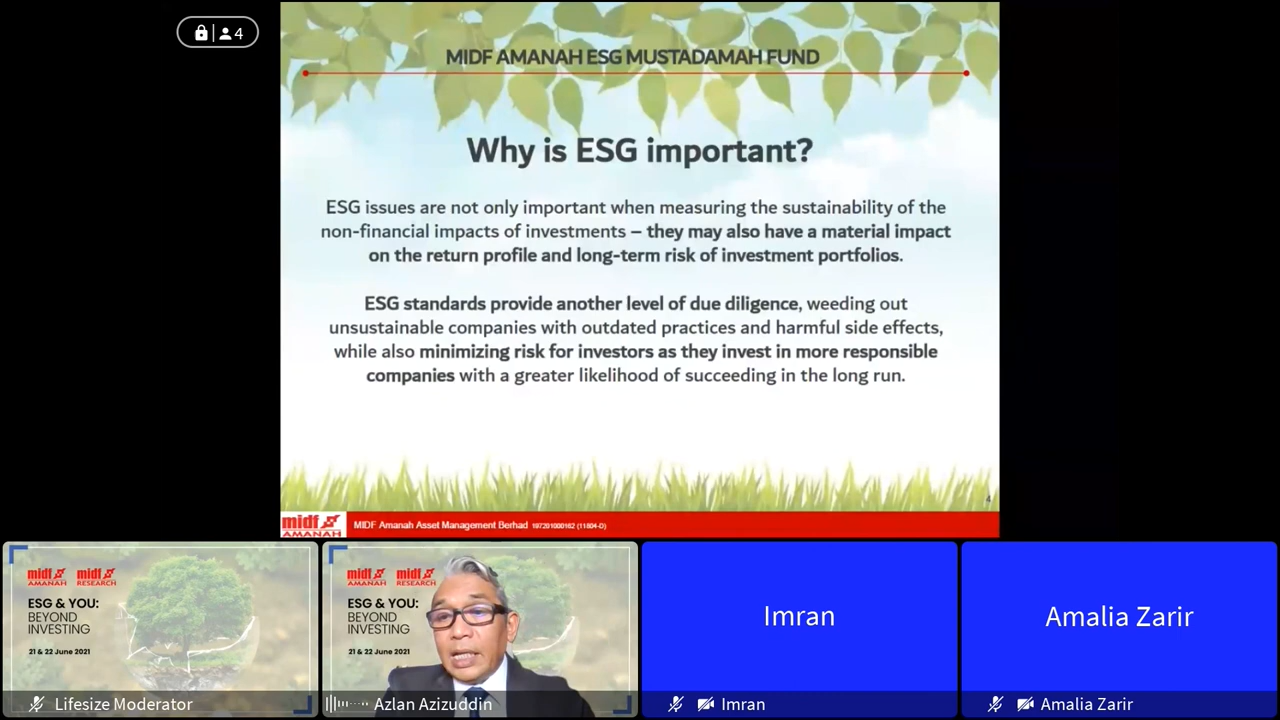 4
MIDF AMANAH ESG MUSTADAMAH FUND
Why is ESG important?
ESG issues are not only important when measuring the sustainability of the
non-financial impacts of investments – they may also have a material impact
on the return profile and long-term risk of investment portfolios.
ESG standards provide another level of due diligence, weeding out
unsustainable companies with outdated practices and harmful side effects,
while also minimizing risk for investors as they invest in more responsible
companies with a greater likelihood of succeeding in the long run.
4
midf
AMANAH
MIDF Amanah Asset Management Berhad 197201000162 (11804-D)
midf AMANAH midf RESEARCH
ESG & YOU:
BEYOND
INVESTING
21 & 22 June 2021
Lifesize Moderator
midf AMANAH midf RESEARCH
ESG & YOU:
BEYOND
INVESTING
21 & 22 June 2021
Azlan Azizuddin
Imran
Imran
Amalia Zarir
Amalia Zarir